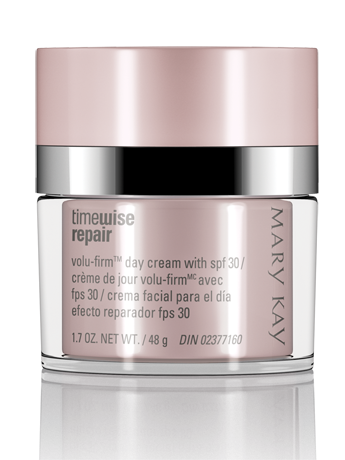 timewise
repair
volu-firm™ day cream with spf 30/
crème de jour volu-firmᴹᶜ avec
fps 30 / crema facial para el día
efecto reparador fps 30
1.7 OZ. NET WT. / 48 g DIN 02377160
MARY KAY